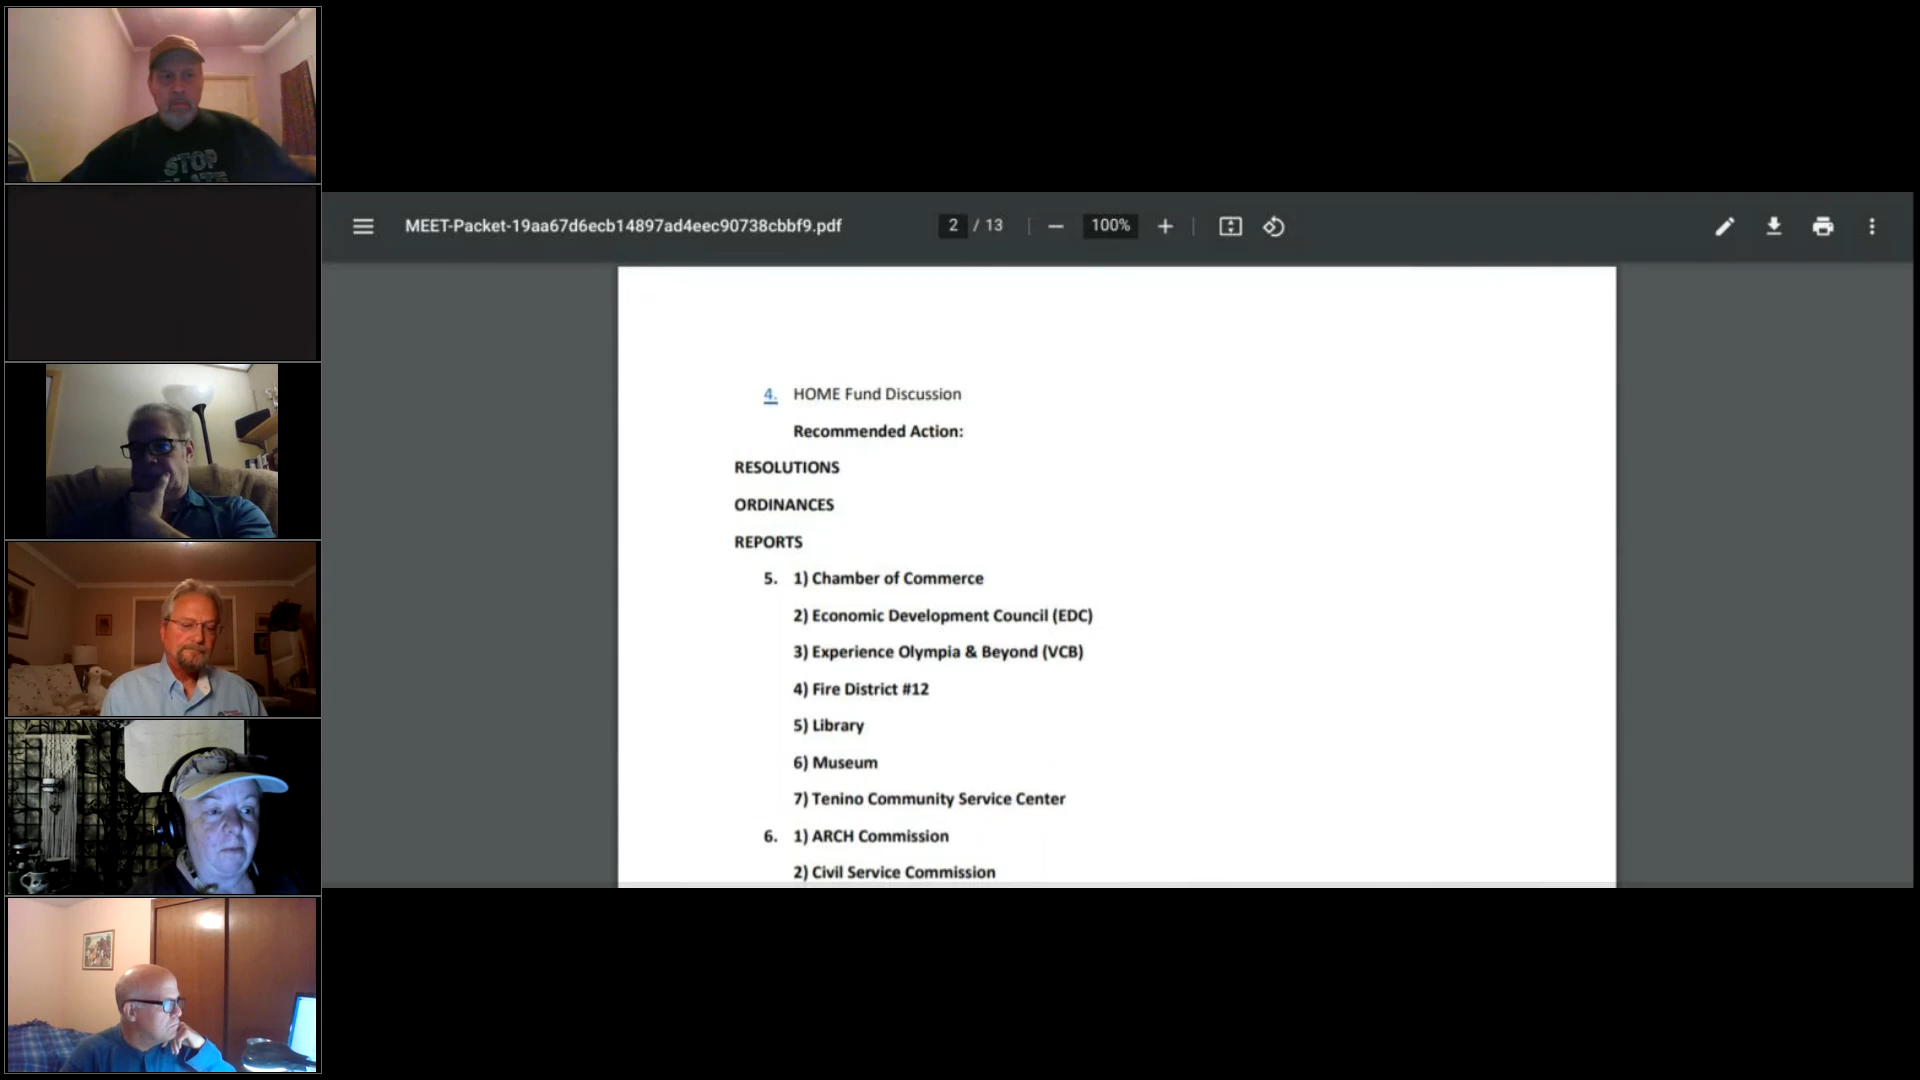 STOP
MEET-Packet-19aa67d6ecb14897ad4eec90738cbbf9.pdf
2 / 13
100%
4. HOME Fund Discussion
Recommended Action:
RESOLUTIONS
ORDINANCES
REPORTS
5. 1) Chamber of Commerce
2) Economic Development Council (EDC)
3) Experience Olympia & Beyond (VCB)
4) Fire District #12
5) Library
6) Museum
7) Tenino Community Service Center
6. 1) ARCH Commission
2) Civil Service Commission